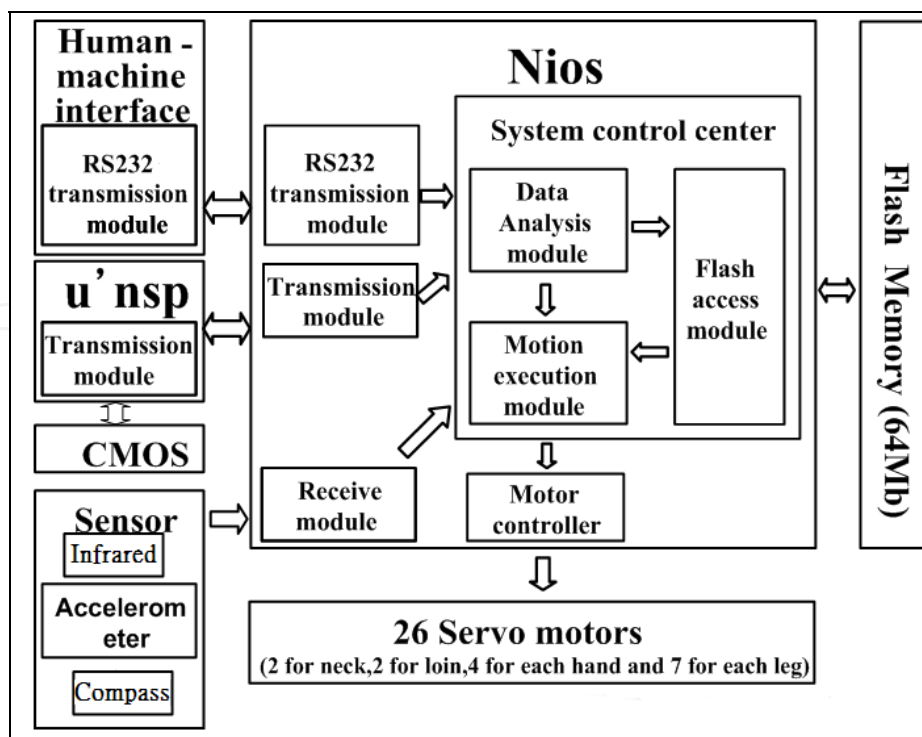 Human -
machine
interface
RS232
transmission
module
u'nsp
Transmission
module
CMOS
Sensor
Infrared
Accelerom
eter
Compass
Nios
RS232
transmission
module
Transmission
module
Receive
module
System control center
Data
Analysis
module
Motion
execution
module
Flash
access
module
Motor
controller
26 Servo motors
(2 for neck,2 for loin,4 for each hand and 7 for each leg)
Flash Memory (64Mb)